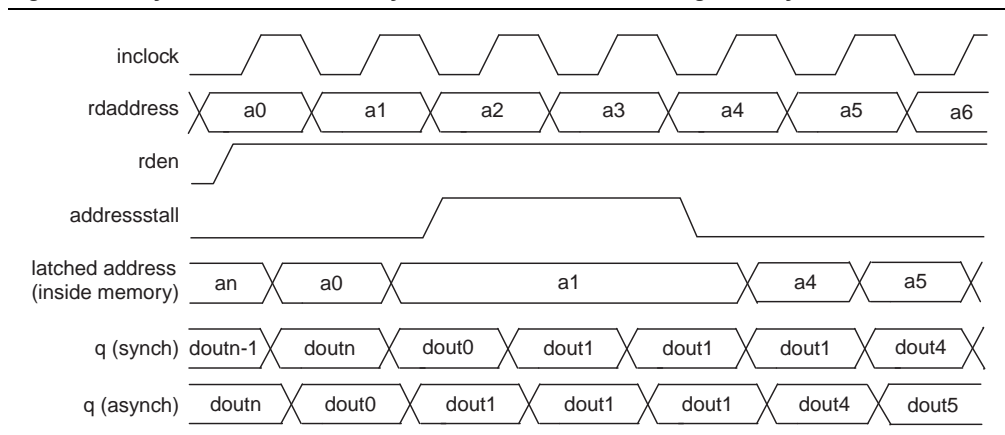 inclock
rdaddress a0 a1 a2 a3 a4 a5 a6
rden
addressstall
latched address
(inside memory) an a0 a1 a4 a5
q (synch) doutn-1 doutn dout0 dout1 dout1 dout1 dout4
q (asynch) doutn dout0 dout1 dout1 dout1 dout4 dout5